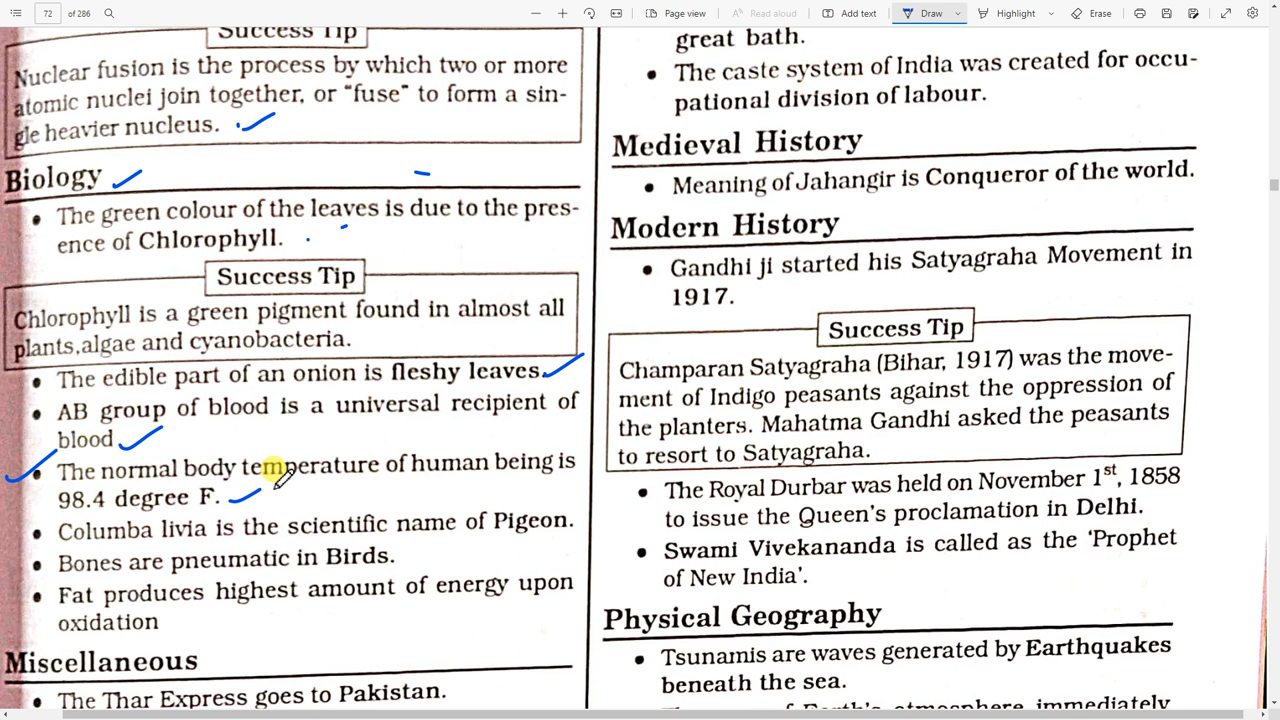 72
of 286
Page view
Read aloud
Add text
Draw
Highlight
Erase
Success Tip
Nuclear fusion is the process by which two or more
atomic nuclei join together, or “fuse” to form a sin-
gle heavier nucleus.
Biology
• The green colour of the leaves is due to the pres-
ence of Chlorophyll.
Success Tip
Chlorophyll is a green pigment found in almost all
plants,algae and cyanobacteria.
• The edible part of an onion is fleshy leaves.
• AB group of blood is a universal recipient of
blood
• The normal body temperature of human being is
98.4 degree F.
• Columba livia is the scientific name of Pigeon.
• Bones are pneumatic in Birds.
• Fat produces highest amount of energy upon
oxidation
Miscellaneous
• The Thar Express goes to Pakistan.
great bath.
• The caste system of India was created for occu-
pational division of labour.
Medieval History
• Meaning of Jahangir is Conqueror of the world.
Modern History
• Gandhi ji started his Satyagraha Movement in
1917.
Success Tip
Champaran Satyagraha (Bihar, 1917) was the move-
ment of Indigo peasants against the oppression of
the planters. Mahatma Gandhi asked the peasants
to resort to Satyagraha.
• The Royal Durbar was held on November 1st, 1858
to issue the Queen's proclamation in Delhi.
• Swami Vivekananda is called as the ‘Prophet
of New India’.
Physical Geography
• Tsunamis are waves generated by Earthquakes
beneath the sea.
of Earth's atmosphere immediately